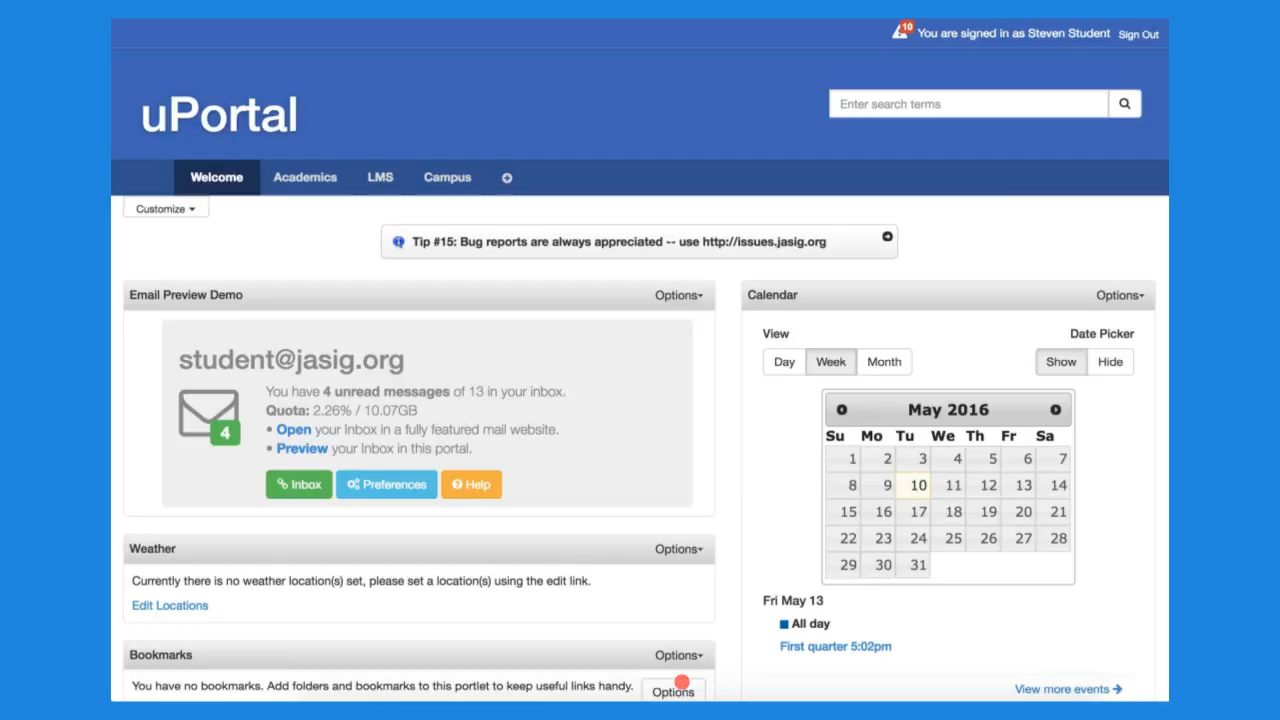 10 You are signed in as Steven Student Sign Out
uPortal
Enter search terms
Welcome Academics LMS Campus
Customize
Tip #15: Bug reports are always appreciated -- use http://issues.jasig.org
Email Preview Demo Options
student@jasig.org
You have 4 unread messages of 13 in your inbox.
4
Quota: 2.26% / 10.07GB
• Open your Inbox in a fully featured mail website.
• Preview your Inbox in this portal.
Inbox Preferences Help
Weather Options
Currently there is no weather location(s) set, please set a location(s) using the edit link.
Edit Locations
Bookmarks Options
You have no bookmarks. Add folders and bookmarks to this portlet to keep useful links handy.
Options
Calendar Options
View Date Picker
Day Week Month Show Hide
May 2016
Su Mo Tu We Th Fr Sa
1 2 3 4 5 6 7
8 9 10 11 12 13 14
15 16 17 18 19 20 21
22 23 24 25 26 27 28
29 30 31
Fri May 13
All day
First quarter 5:02pm
View more events